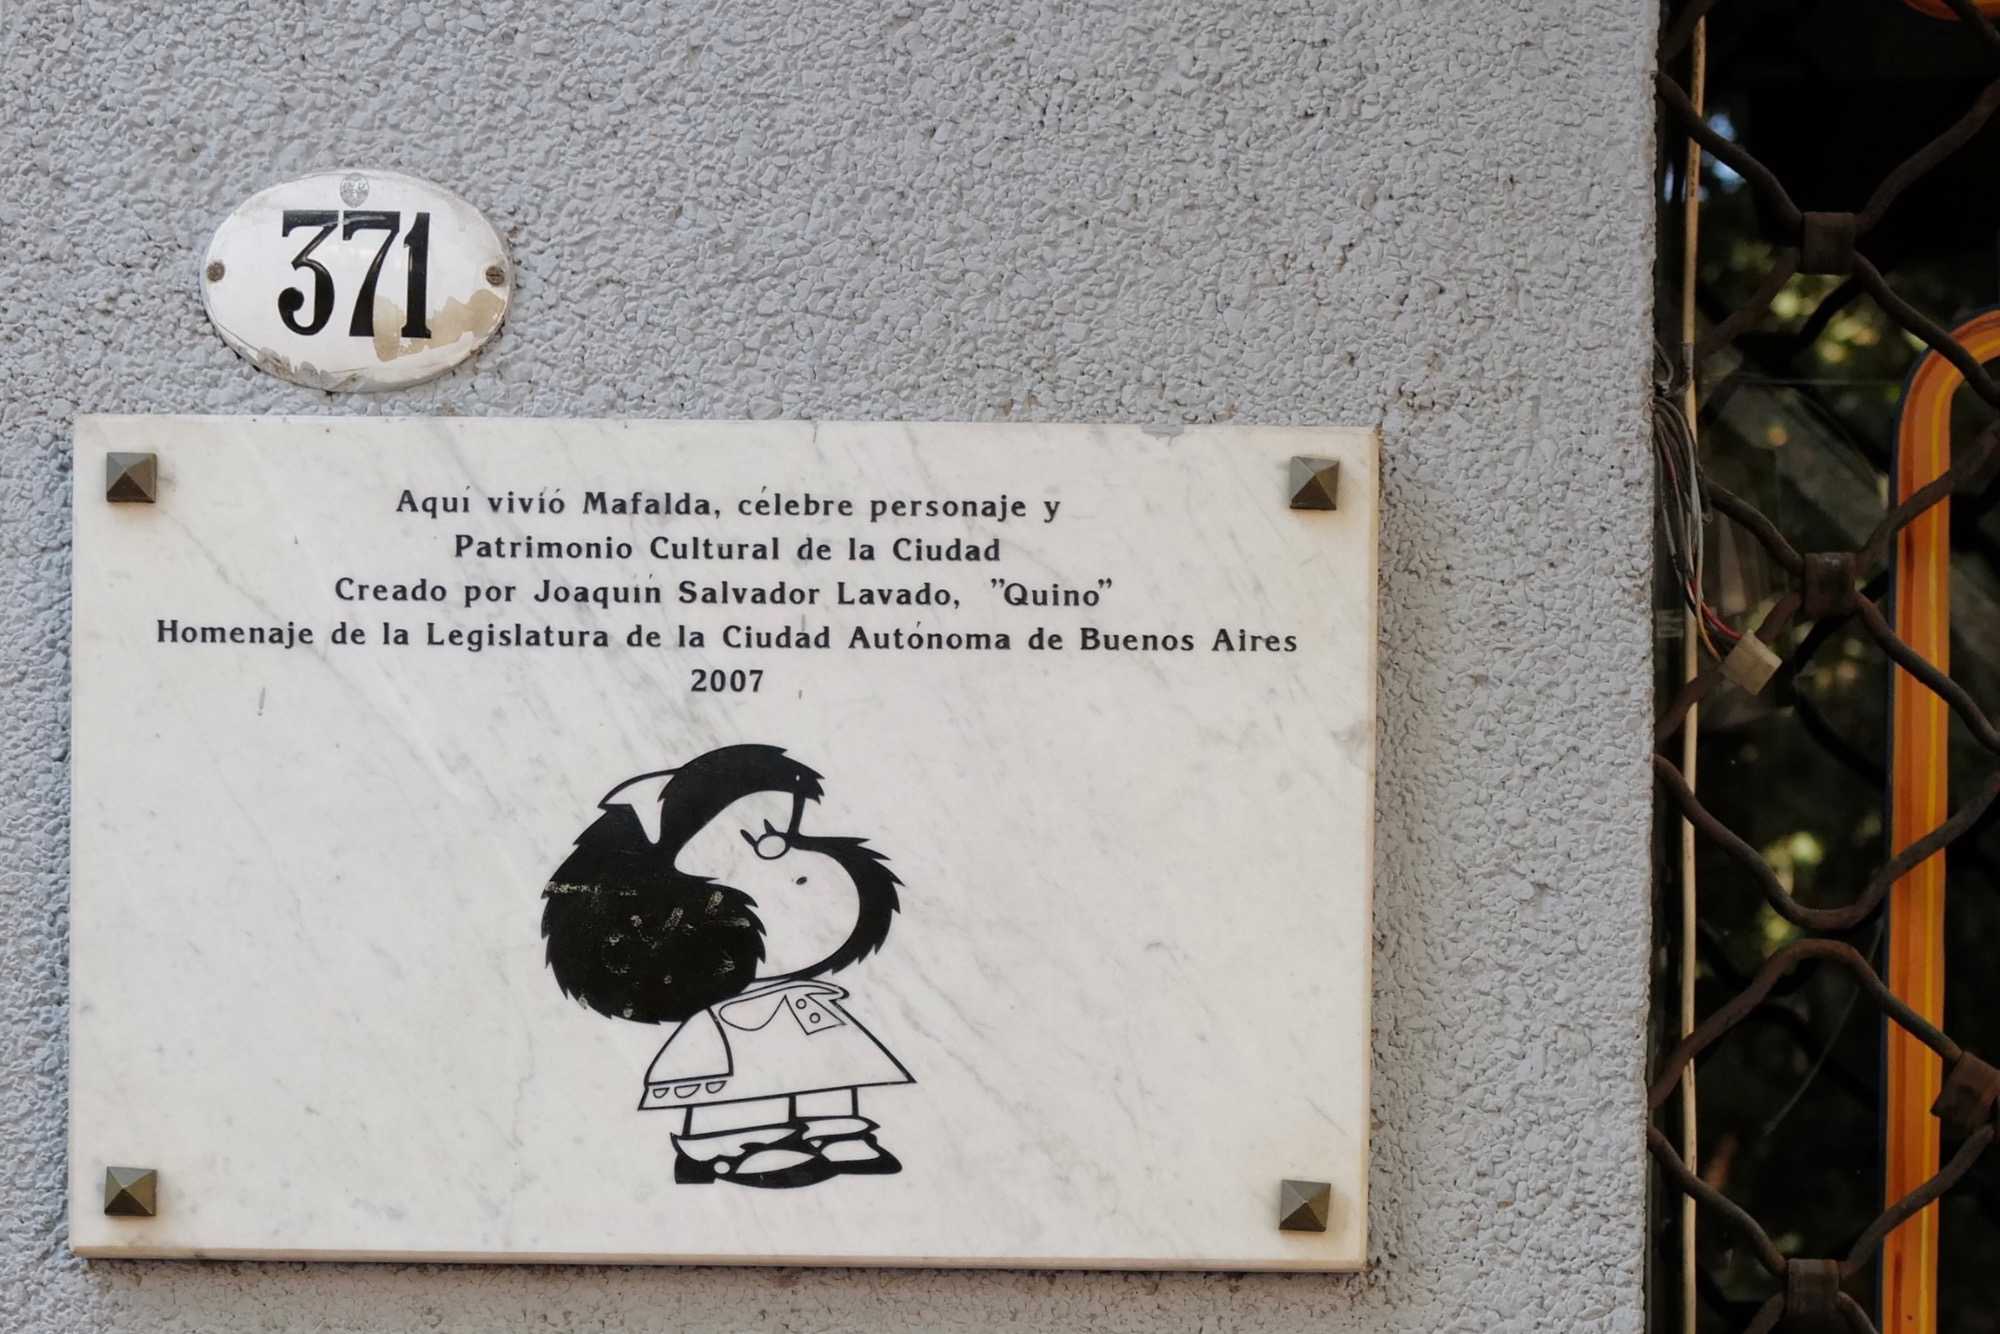 371
Aquí vivió Mafalda, célebre personaje y
Patrimonio Cultural de la Ciudad
Creado por Joaquín Salvador Lavado, "Quino"
Homenaje de la Legislatura de la Ciudad Autónoma de Buenos Aires
2007